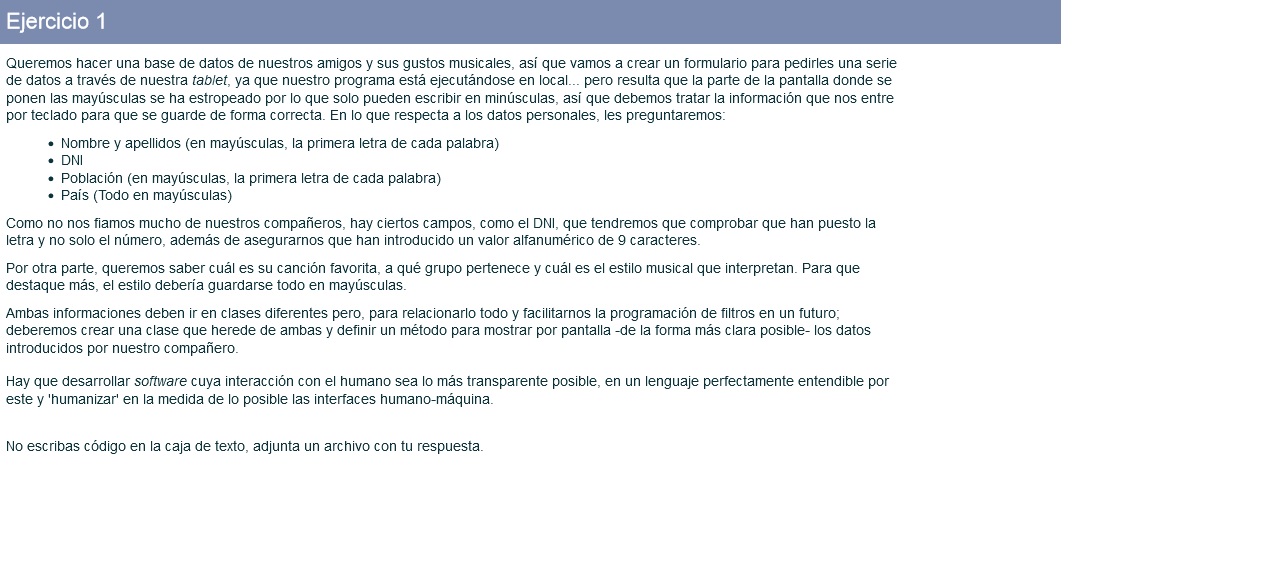 Ejercicio 1
Queremos hacer una base de datos de nuestros amigos y sus gustos musicales, así que vamos a crear un formulario para pedirles una serie
de datos a través de nuestra tablet, ya que nuestro programa está ejecutándose en local... pero resulta que la parte de la pantalla donde se
ponen las mayúsculas se ha estropeado por lo que solo pueden escribir en minúsculas, así que debemos tratar la información que nos entre
por teclado para que se guarde de forma correcta. En lo que respecta a los datos personales, les preguntaremos:
• Nombre y apellidos (en mayúsculas, la primera letra de cada palabra)
• DNI
• Población (en mayúsculas, la primera letra de cada palabra)
• País (Todo en mayúsculas)
Como no nos fiamos mucho de nuestros compañeros, hay ciertos campos, como el DNI, que tendremos que comprobar que han puesto la
letra y no solo el número, además de asegurarnos que han introducido un valor alfanumérico de 9 caracteres.
Por otra parte, queremos saber cuál es su canción favorita, a qué grupo pertenece y cuál es el estilo musical que interpretan. Para que
destaque más, el estilo debería guardarse todo en mayúsculas.
Ambas informaciones deben ir en clases diferentes pero, para relacionarlo todo y facilitarnos la programación de filtros en un futuro;
deberemos crear una clase que herede de ambas y definir un método para mostrar por pantalla -de la forma más clara posible- los datos
introducidos por nuestro compañero.
Hay que desarrollar software cuya interacción con el humano sea lo más transparente posible, en un lenguaje perfectamente entendible por
este y 'humanizar' en la medida de lo posible las interfaces humano-máquina.
No escribas código en la caja de texto, adjunta un archivo con tu respuesta.